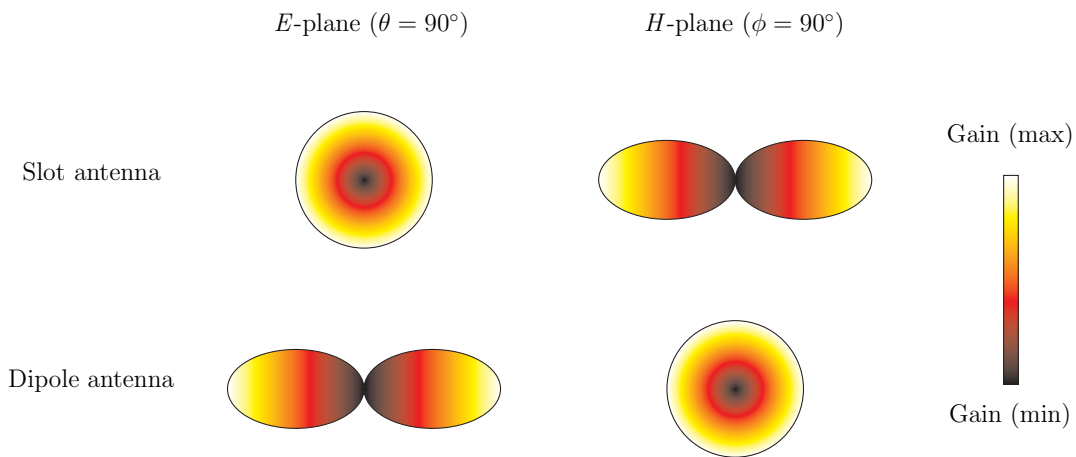 E-plane (θ = 90°)
H-plane (ϕ = 90°)
Gain (max)
Slot antenna
Dipole antenna
Gain (min)